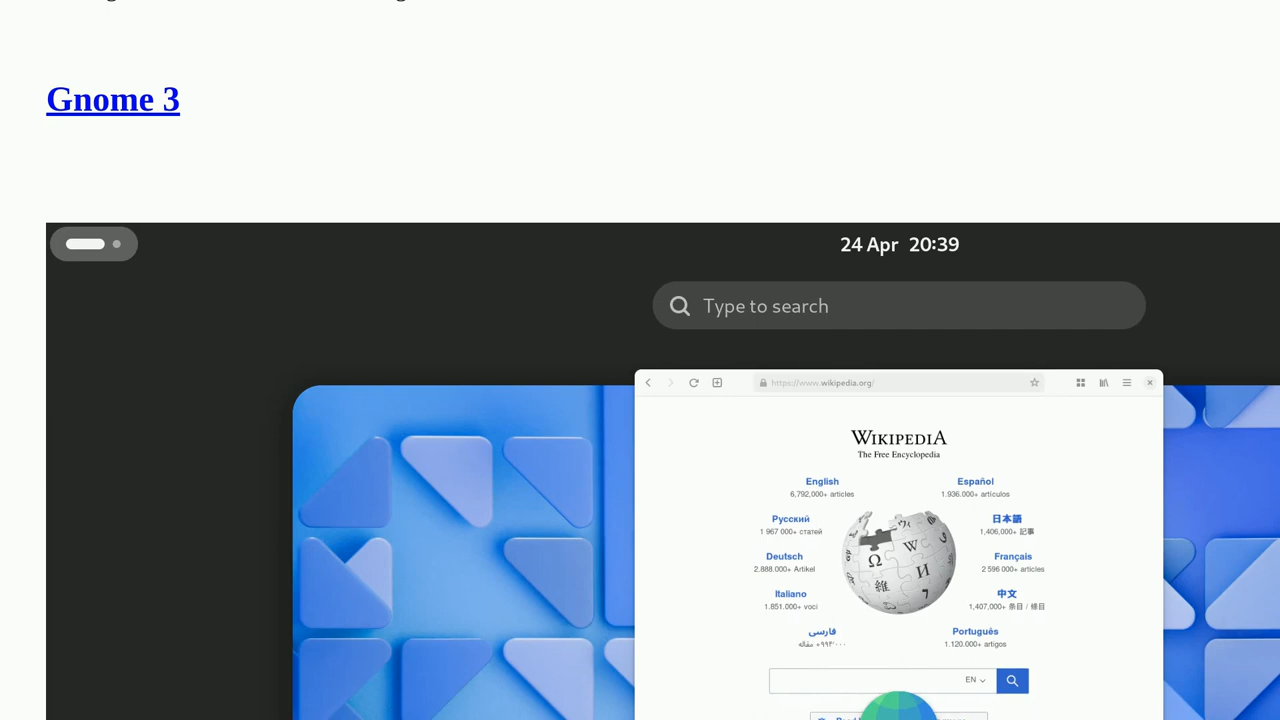 Gnome 3
24 Apr 20:39
Type to search
https://www.wikipedia.org/
WIKIPEDIA
The Free Encyclopedia
English
6,792,000+ articles
Español
1.936.000+ artículos
Русский
1 967 000+ статей
日本語
1,406,000+ 記事
Deutsch
2.888.000+ Artikel
Français
2 596 000+ articles
Italiano
1.851.000+ voci
中文
1,407,000+ 条目 / 條目
فارسی
Português
1.120.000+ artigos
EN